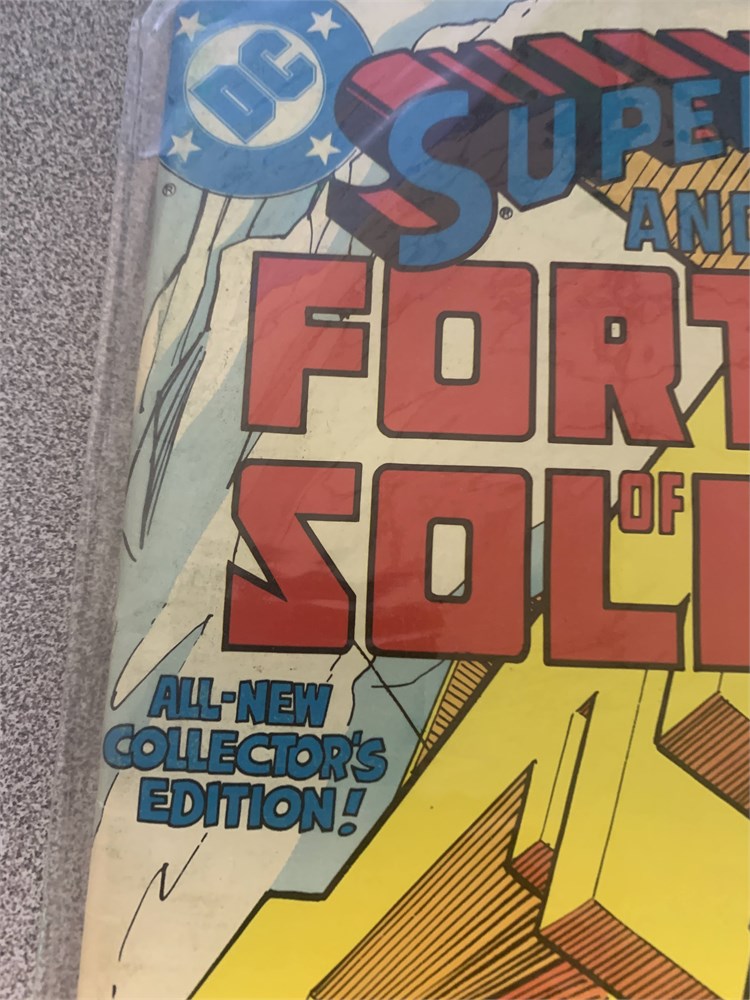 DC
SUPE
®
®
AND
FORT
OF
SOL
ALL-NEW
COLLECTOR'S
EDITION!